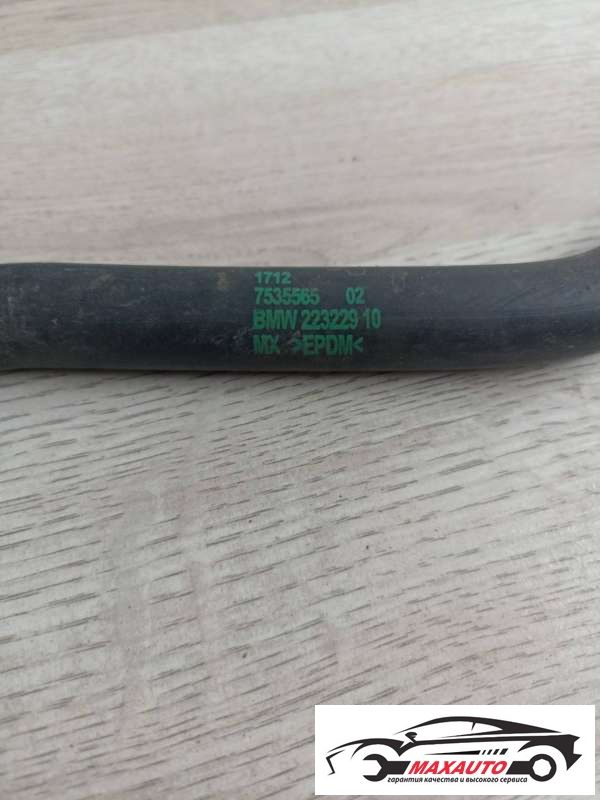 1712
7535565 02
BMW 223229 10
MX >EPDM<
MAXAUTO
гарантия качества и высокого сервиса